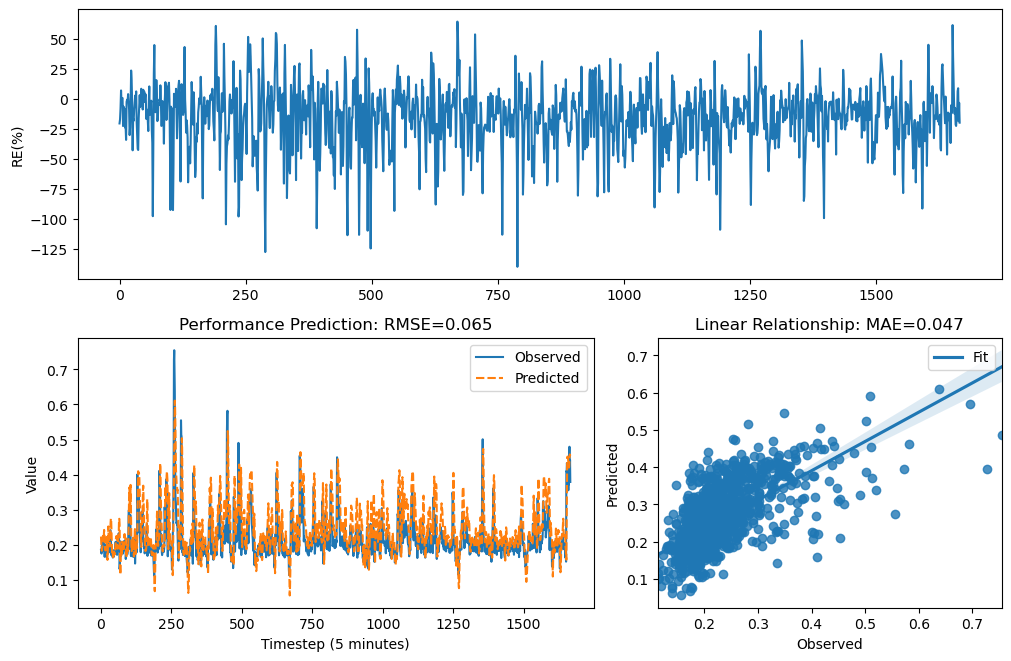 50
25
0
−25
−50
−75
−100
−125
RE(%)
0 250 500 750 1000 1250 1500
Performance Prediction: RMSE=0.065
Observed
Predicted
0.7
0.6
0.5
0.4
0.3
0.2
0.1
Value
0 250 500 750 1000 1250 1500
Timestep (5 minutes)
Linear Relationship: MAE=0.047
Fit
0.7
0.6
0.5
0.4
0.3
0.2
0.1
Predicted
0.2 0.3 0.4 0.5 0.6 0.7
Observed